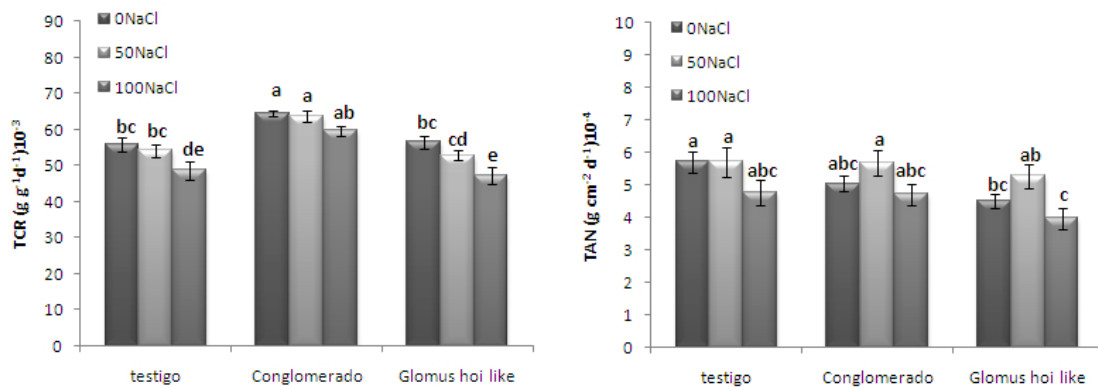 90
80
70
60
50
40
30
20
10
0
TCR (g g⁻¹d⁻¹)10⁻³
0NaCl
50NaCl
100NaCl
bc bc de
a a ab
bc cd e
testigo Conglomerado Glomus hoi like
10
9
8
7
6
5
4
3
2
1
0
TAN (g cm⁻² d⁻¹)10⁻⁴
0NaCl
50NaCl
100NaCl
a a abc
abc a abc
bc ab c
testigo Conglomerado Glomus hoi like